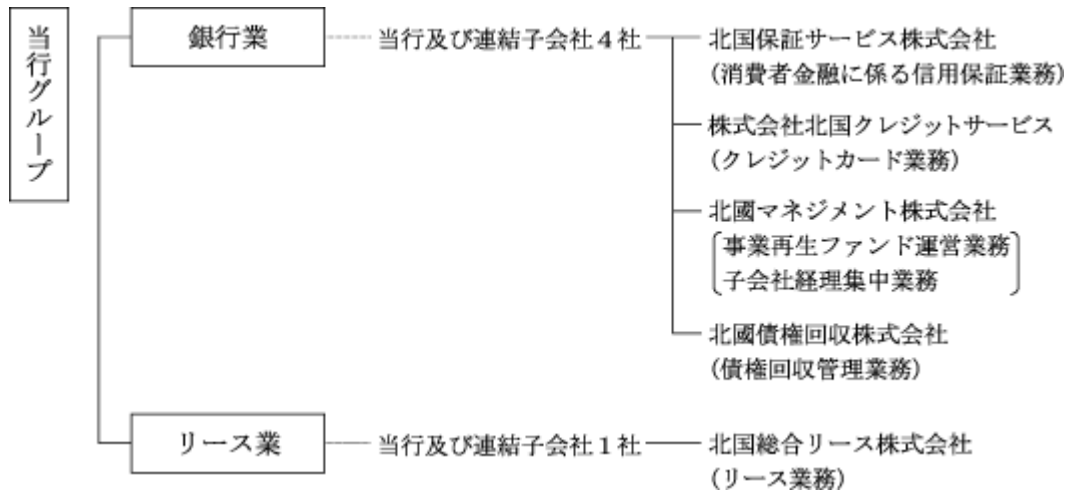 当行グループ
銀行業
当行及び連結子会社4社
北国保証サービス株式会社
(消費者金融に係る信用保証業務)
株式会社北国クレジットサービス
(クレジットカード業務)
北國マネジメント株式会社
事業再生ファンド運営業務
子会社経理集中業務
北國債権回収株式会社
(債権回収管理業務)
リース業
当行及び連結子会社1社
北国総合リース株式会社
(リース業務)